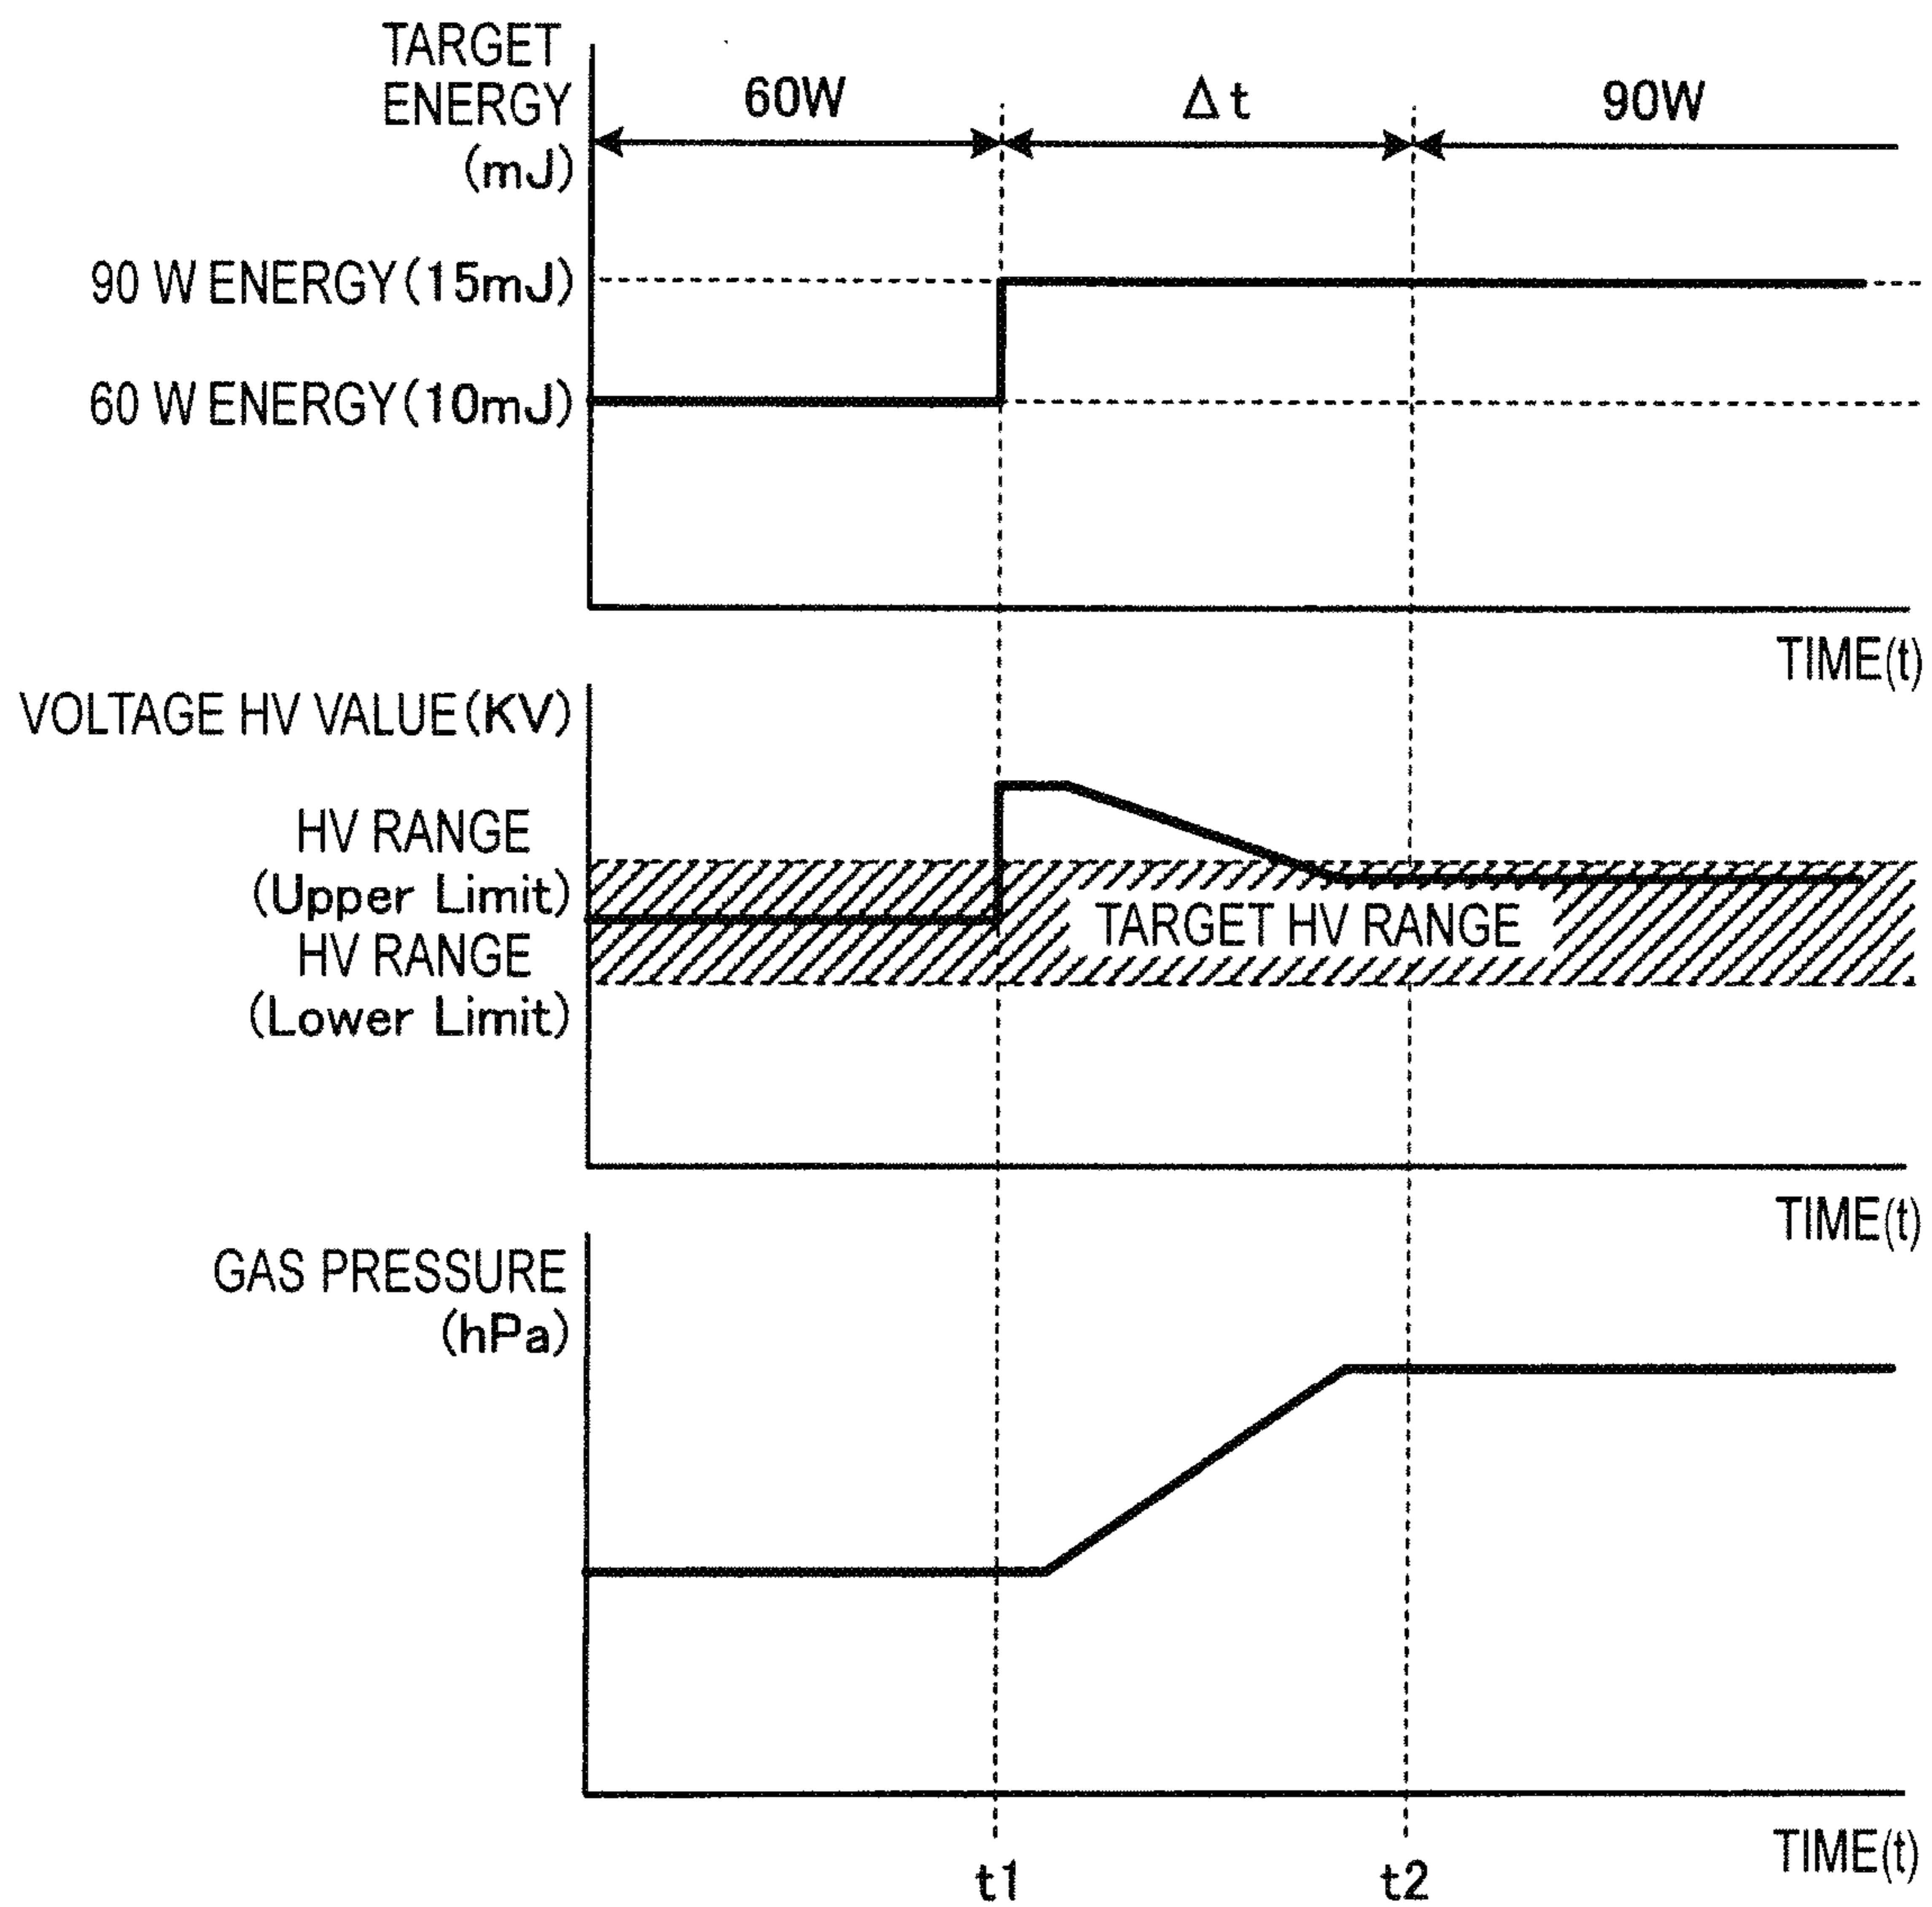 TARGET
ENERGY
(mJ)
60W
Δt
90W
90 W ENERGY(15mJ)
60 W ENERGY(10mJ)
TIME(t)
VOLTAGE HV VALUE(KV)
HV RANGE
(Upper Limit)
TARGET HV RANGE
HV RANGE
(Lower Limit)
TIME(t)
GAS PRESSURE
(hPa)
TIME(t)
t1
t2